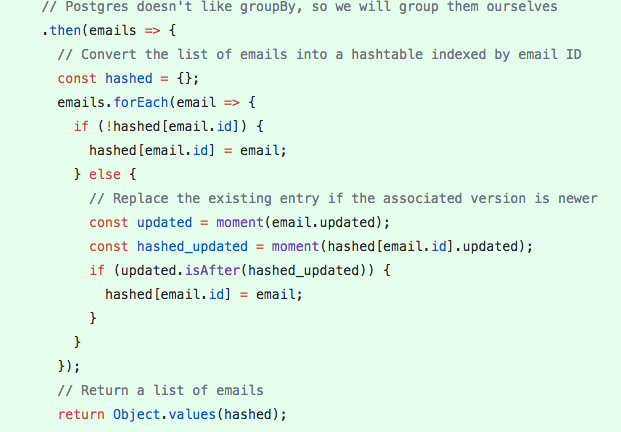 // Postgres doesn't like groupBy, so we will group them ourselves
.then(emails => {
// Convert the list of emails into a hashtable indexed by email ID
const hashed = {};
emails.forEach(email => {
if (!hashed[email.id]) {
hashed[email.id] = email;
} else {
// Replace the existing entry if the associated version is newer
const updated = moment(email.updated);
const hashed_updated = moment(hashed[email.id].updated);
if (updated.isAfter(hashed_updated)) {
hashed[email.id] = email;
}
}
});
// Return a list of emails
return Object.values(hashed);